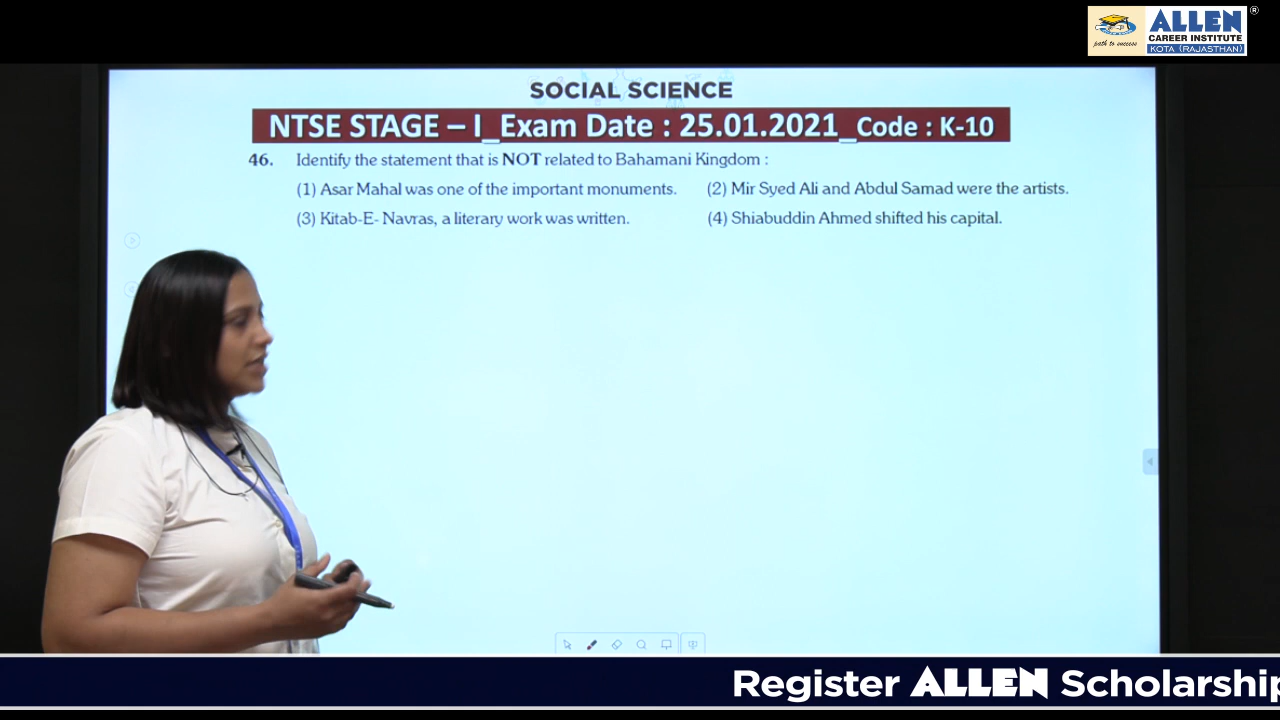 ALLEN ®
CAREER INSTITUTE
path to success
KOTA (RAJASTHAN)
SOCIAL SCIENCE
NTSE STAGE – I_Exam Date : 25.01.2021_Code : K-10
46. Identify the statement that is NOT related to Bahamani Kingdom :
(1) Asar Mahal was one of the important monuments. (2) Mir Syed Ali and Abdul Samad were the artists.
(3) Kitab-E- Navras, a literary work was written. (4) Shiabuddin Ahmed shifted his capital.
Register ALLEN Scholarship